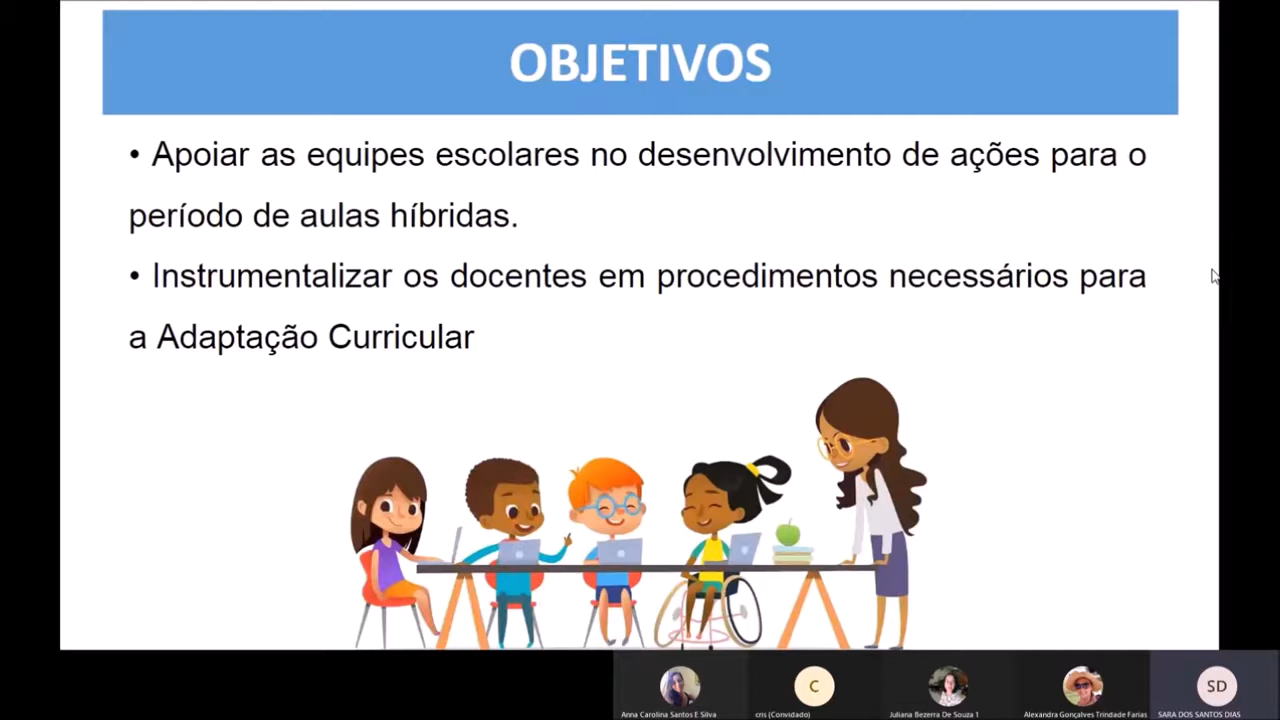 OBJETIVOS
• Apoiar as equipes escolares no desenvolvimento de ações para o
período de aulas híbridas.
• Instrumentalizar os docentes em procedimentos necessários para
a Adaptação Curricular
C
SD
Anna Carolina Santos E Silva
cris (Convidado)
Juliana Bezerra De Souza 1
Alexandra Gonçalves Trindade Farias
SARA DOS SANTOS DIAS